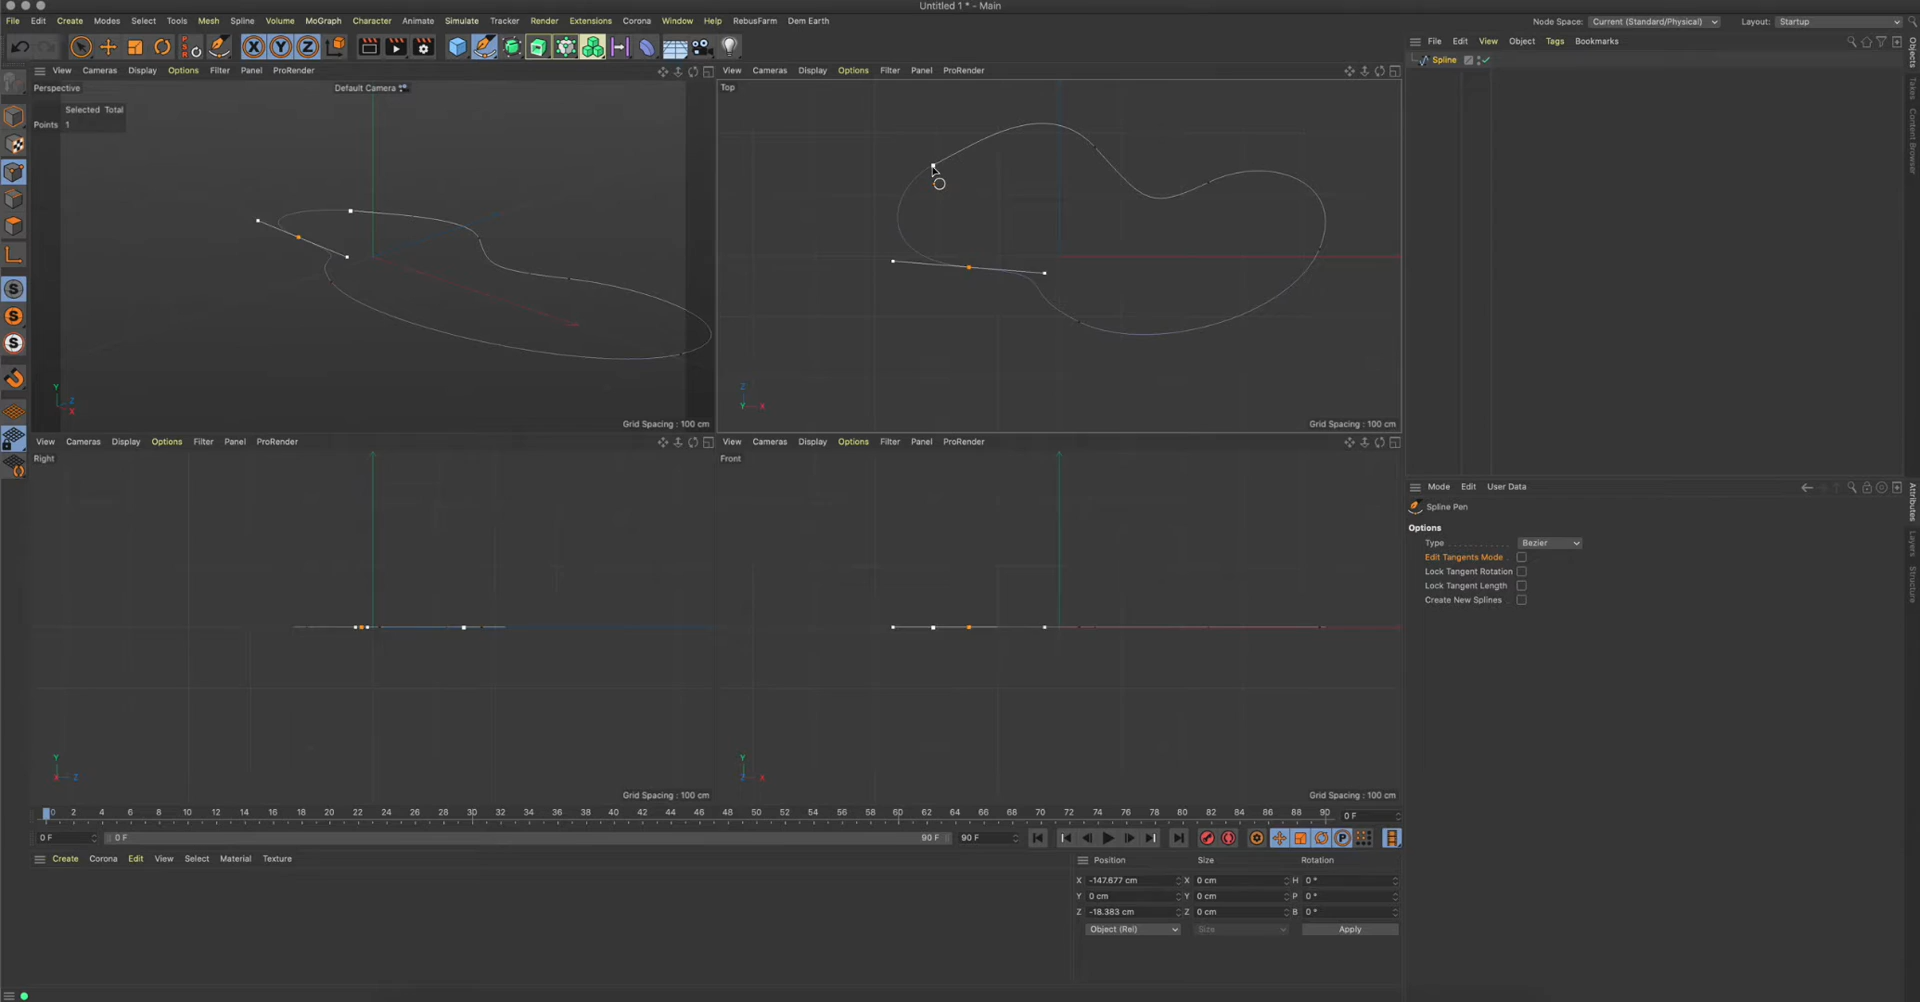 Untitled 1 * - Main
File Edit Create Modes Select Tools Mesh Spline Volume MoGraph Character Animate Simulate Tracker Render Extensions Corona Window Help RebusFarm Dem Earth
Node Space: Current (Standard/Physical) Layout: Startup
PSR X Y Z
File Edit View Object Tags Bookmarks
Spline
View Cameras Display Options Filter Panel ProRender
Perspective
Default Camera
Selected Total
Points 1
Y
Z
X
Grid Spacing : 100 cm
View Cameras Display Options Filter Panel ProRender
Top
Z
Y X
Grid Spacing : 100 cm
View Cameras Display Options Filter Panel ProRender
Right
Y
X Z
Grid Spacing : 100 cm
View Cameras Display Options Filter Panel ProRender
Front
Y
Z X
Grid Spacing : 100 cm
S
S
S
Objects
Takes
Content Browser
Mode Edit User Data
Spline Pen
Options
Type Bezier
Edit Tangents Mode
Lock Tangent Rotation
Lock Tangent Length
Create New Splines
Attributes
Layers
Structure
0 2 4 6 8 10 12 14 16 18 20 22 24 26 28 30 32 34 36 38 40 42 44 46 48 50 52 54 56 58 60 62 64 66 68 70 72 74 76 78 80 82 84 86 88 90 0 F
0 F 0 F 90 F 90 F P
Create Corona Edit View Select Material Texture
Position Size Rotation
X -147.677 cm X 0 cm H 0 °
Y 0 cm Y 0 cm P 0 °
Z -18.383 cm Z 0 cm B 0 °
Object (Rel) Size Apply